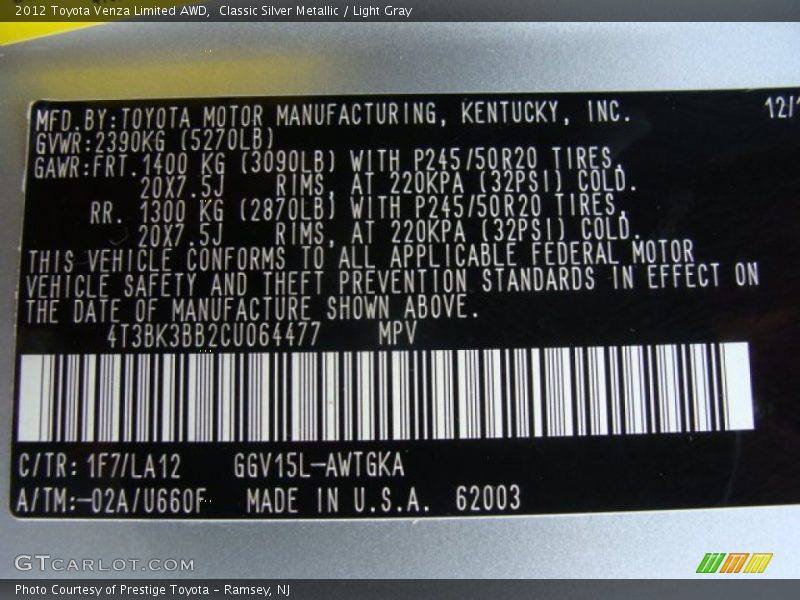 2012 Toyota Venza Limited AWD,  Classic Silver Metallic / Light Gray
MFD.BY:TOYOTA MOTOR MANUFACTURING, KENTUCKY, INC. 12/1
GVWR:2390KG (5270LB)
GAWR:FRT.1400 KG (3090LB) WITH P245/50R20 TIRES,
20X7.5J RIMS, AT 220KPA (32PSI) COLD.
RR. 1300 KG (2870LB) WITH P245/50R20 TIRES,
20X7.5J RIMS, AT 220KPA (32PSI) COLD.
THIS VEHICLE CONFORMS TO ALL APPLICABLE FEDERAL MOTOR
VEHICLE SAFETY AND THEFT PREVENTION STANDARDS IN EFFECT ON
THE DATE OF MANUFACTURE SHOWN ABOVE.
4T3BK3BB2CU064477 MPV
C/TR: 1F7/LA12 GGV15L-AWTGKA
A/TM:-02A/U660F MADE IN U.S.A. 62003
GTCARLOT.COM
Photo Courtesy of Prestige Toyota - Ramsey, NJ